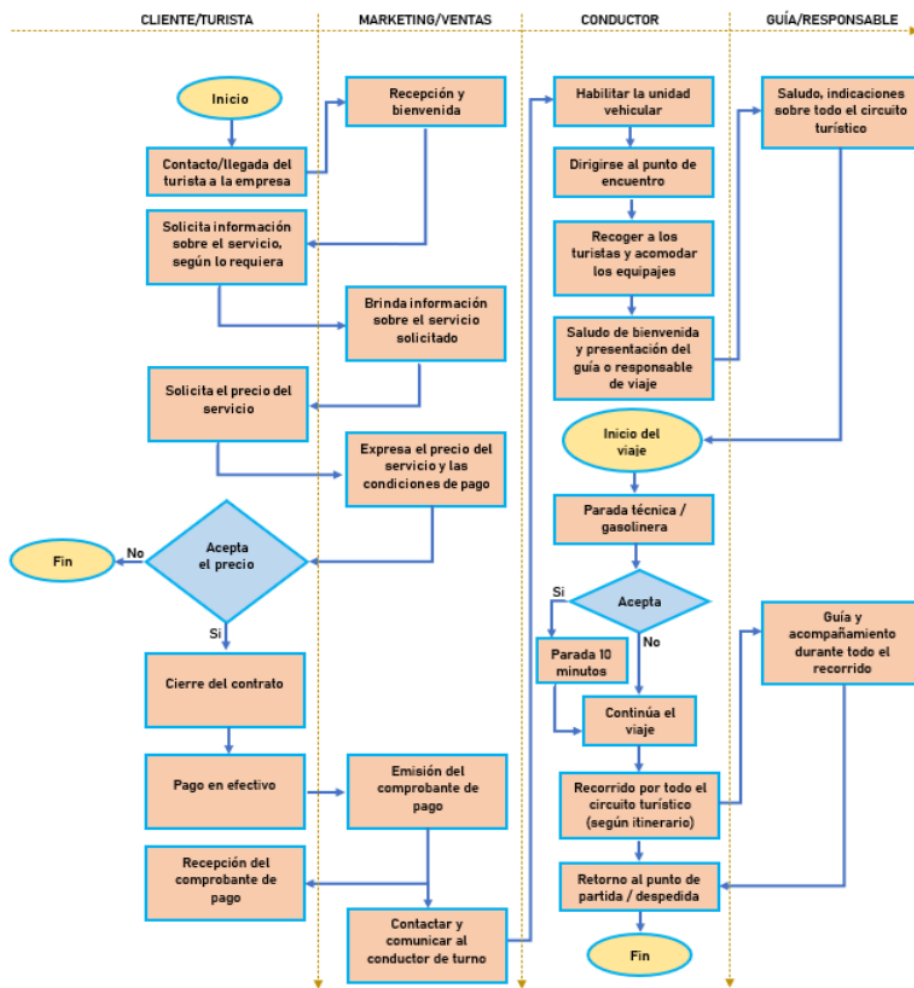 CLIENTE/TURISTA
MARKETING/VENTAS
CONDUCTOR
GUÍA/RESPONSABLE
Inicio
Contacto/llegada del
turista a la empresa
Recepción y
bienvenida
Solicita información
sobre el servicio,
según lo requiera
Brinda información
sobre el servicio
solicitado
Solicita el precio del
servicio
Expresa el precio del
servicio y las
condiciones de pago
Acepta
el precio
No
Fin
Si
Cierre del contrato
Pago en efectivo
Emisión del
comprobante de
pago
Recepción del
comprobante de
pago
Contactar y
comunicar al
conductor de turno
Habilitar la unidad
vehicular
Dirigirse al punto de
encuentro
Recoger a los
turistas y acomodar
los equipajes
Saludo de bienvenida
y presentación del
guía o responsable
de viaje
Saludo, indicaciones
sobre todo el circuito
turístico
Inicio del
viaje
Parada técnica /
gasolinera
Acepta
Si
No
Parada 10
minutos
Continúa el
viaje
Recorrido por todo el
circuito turístico
(según itinerario)
Guía y
acompañamiento
durante todo el
recorrido
Retorno al punto de
partida / despedida
Fin